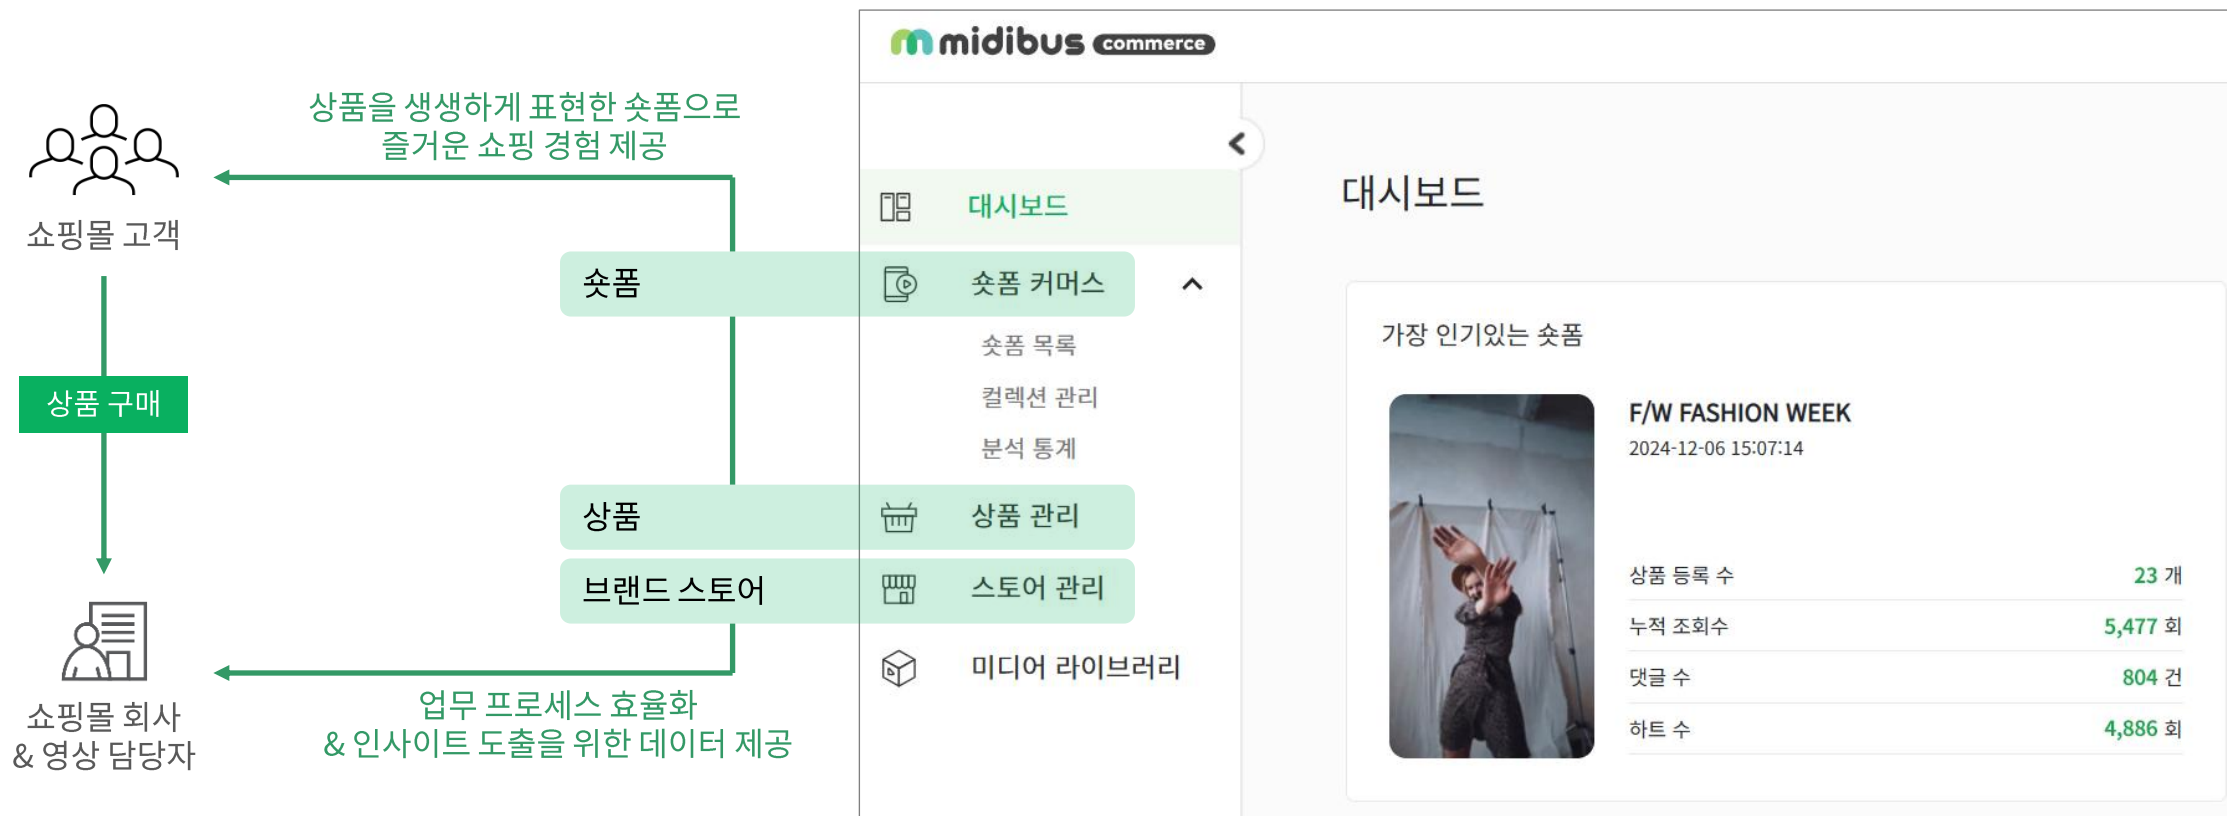 상품을 생생하게 표현한 숏폼으로
즐거운 쇼핑 경험 제공
쇼핑몰 고객
상품 구매
쇼핑몰 회사
& 영상 담당자
숏폼
상품
브랜드 스토어
업무 프로세스 효율화
& 인사이트 도출을 위한 데이터 제공
midibus commerce
대시보드
숏폼 커머스
숏폼 목록
컬렉션 관리
분석 통계
상품 관리
스토어 관리
미디어 라이브러리
대시보드
가장 인기있는 숏폼
F/W FASHION WEEK
2024-12-06 15:07:14
상품 등록 수 23 개
누적 조회수 5,477 회
댓글 수 804 건
하트 수 4,886 회